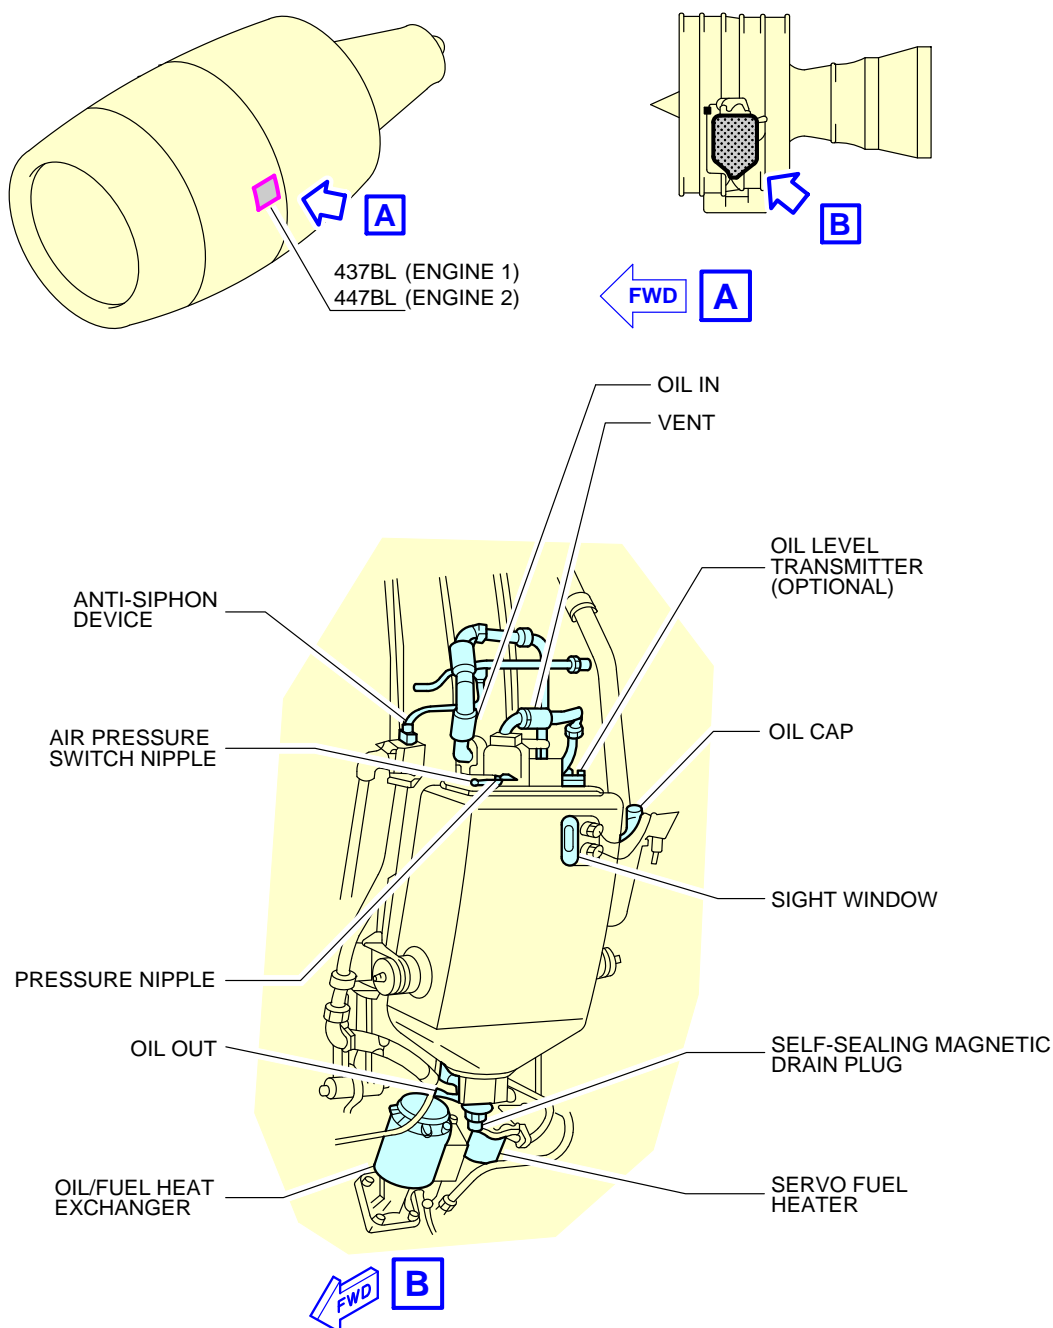 A
437BL (ENGINE 1)
447BL (ENGINE 2)
B
FWD
A
OIL IN
VENT
OIL LEVEL
TRANSMITTER
(OPTIONAL)
ANTI-SIPHON
DEVICE
AIR PRESSURE
SWITCH NIPPLE
OIL CAP
SIGHT WINDOW
PRESSURE NIPPLE
OIL OUT
SELF-SEALING MAGNETIC
DRAIN PLUG
OIL/FUEL HEAT
EXCHANGER
SERVO FUEL
HEATER
FWD
B